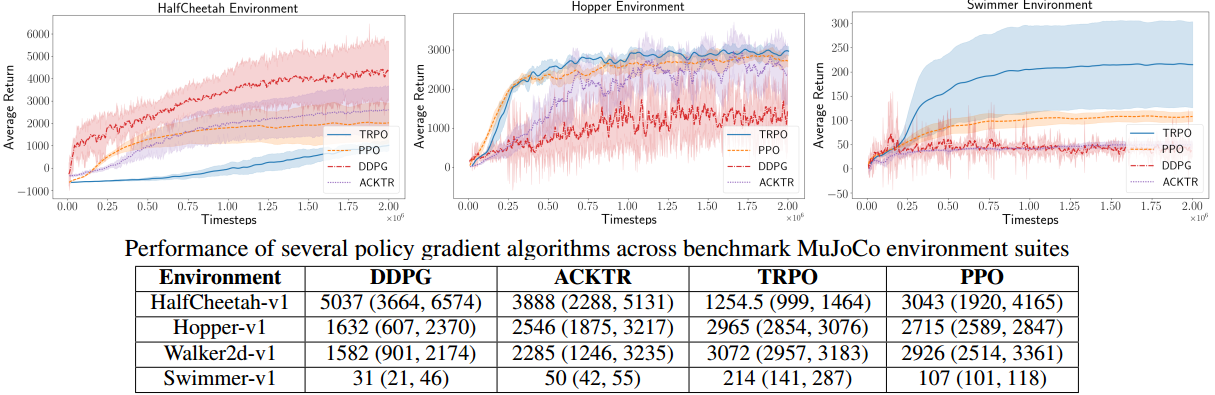 HalfCheetah Environment
Average Return
6000
5000
4000
3000
2000
1000
0
−1000
0.00 0.25 0.50 0.75 1.00 1.25 1.50 1.75 2.00
Timesteps
×10⁶
TRPO
PPO
DDPG
ACKTR
Hopper Environment
Average Return
3000
2000
1000
0
0.00 0.25 0.50 0.75 1.00 1.25 1.50 1.75 2.00
Timesteps
×10⁶
TRPO
PPO
DDPG
ACKTR
Swimmer Environment
Average Return
300
250
200
150
100
50
0
−50
0.00 0.25 0.50 0.75 1.00 1.25 1.50 1.75 2.00
Timesteps
×10⁶
TRPO
PPO
DDPG
ACKTR
Performance of several policy gradient algorithms across benchmark MuJoCo environment suites
Environment DDPG ACKTR TRPO PPO
HalfCheetah-v1 5037 (3664, 6574) 3888 (2288, 5131) 1254.5 (999, 1464) 3043 (1920, 4165)
Hopper-v1 1632 (607, 2370) 2546 (1875, 3217) 2965 (2854, 3076) 2715 (2589, 2847)
Walker2d-v1 1582 (901, 2174) 2285 (1246, 3235) 3072 (2957, 3183) 2926 (2514, 3361)
Swimmer-v1 31 (21, 46) 50 (42, 55) 214 (141, 287) 107 (101, 118)